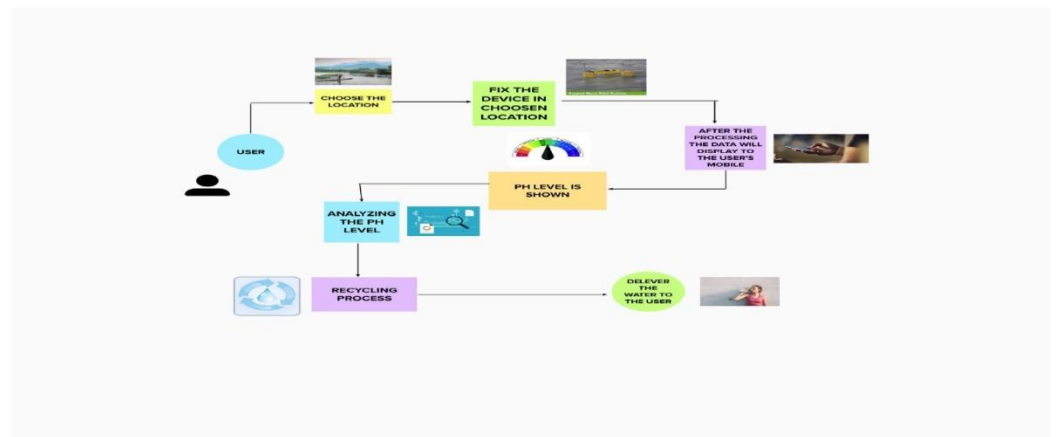 CHOOSE THE
LOCATION
FIX THE
DEVICE IN
CHOOSEN
LOCATION
USER
AFTER THE
PROCESSING
THE DATA WILL
DISPLAY TO
THE USER'S
MOBILE
PH LEVEL IS
SHOWN
ANALYZING
THE PH
LEVEL
RECYCLING
PROCESS
DELEVER
THE
WATER TO
THE USER